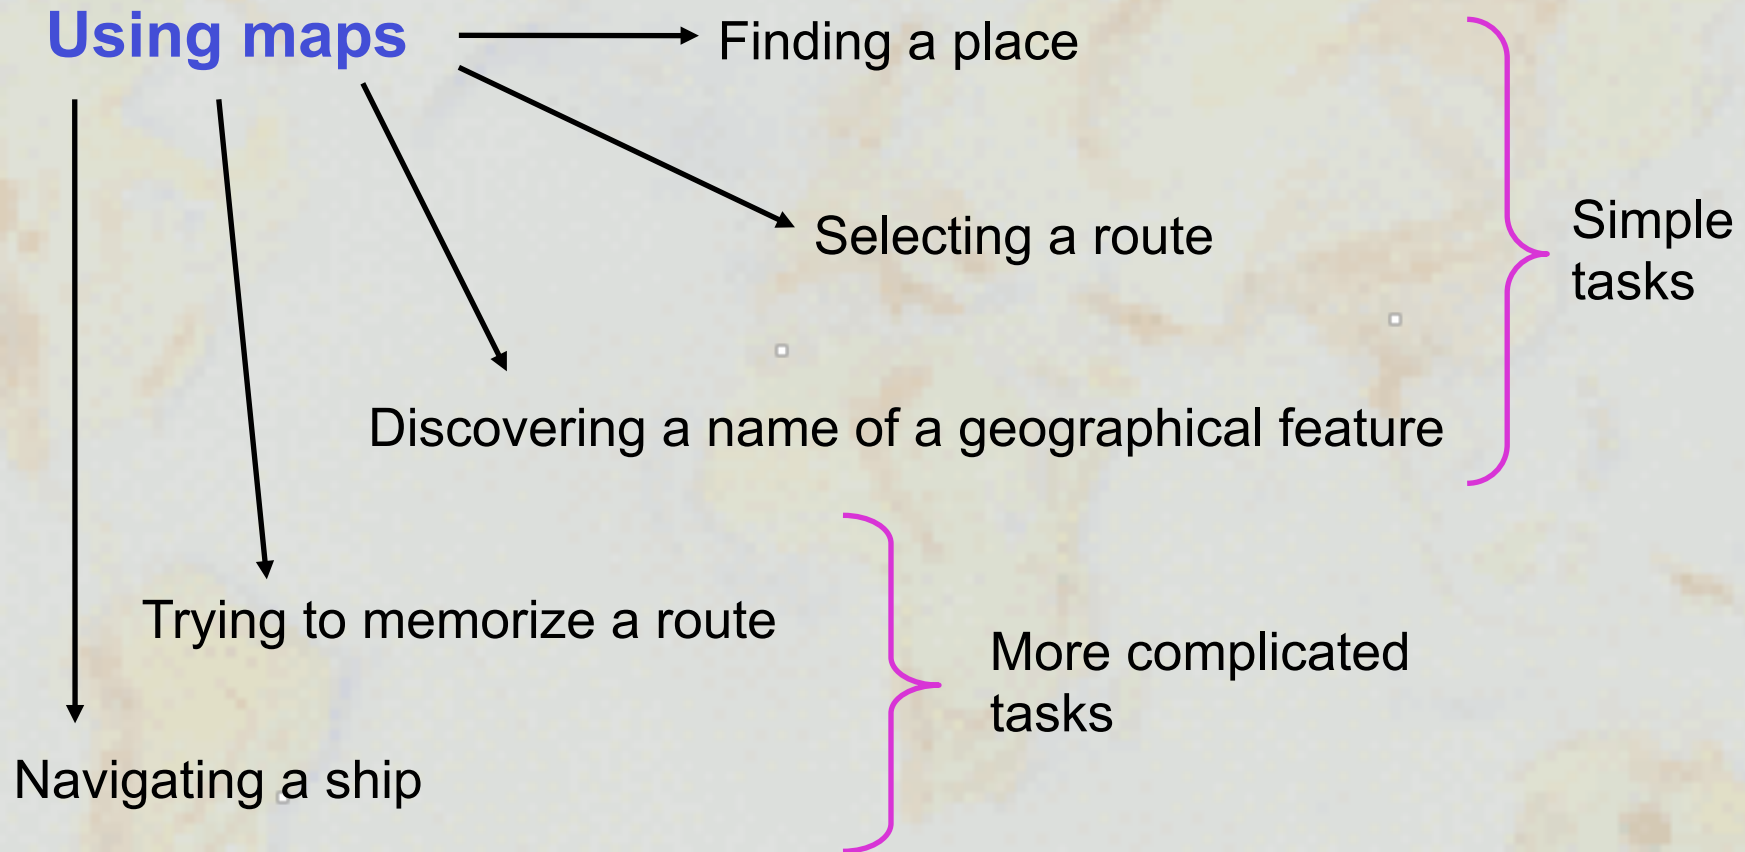 Using maps
Finding a place
Selecting a route
Simple
tasks
Discovering a name of a geographical feature
Trying to memorize a route
More complicated
tasks
Navigating a ship